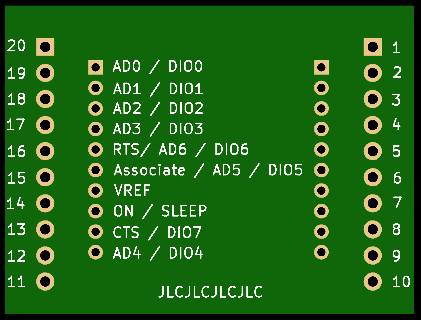 20 AD0 / DIO0 1
19 AD1 / DIO1 2
18 AD2 / DIO2 3
17 AD3 / DIO3 4
16 RTS/ AD6 / DIO6 5
15 Associate / AD5 / DIO5 6
14 VREF 7
13 ON / SLEEP 8
12 CTS / DIO7 9
11 AD4 / DIO4 10
JLCJLCJLCJLC